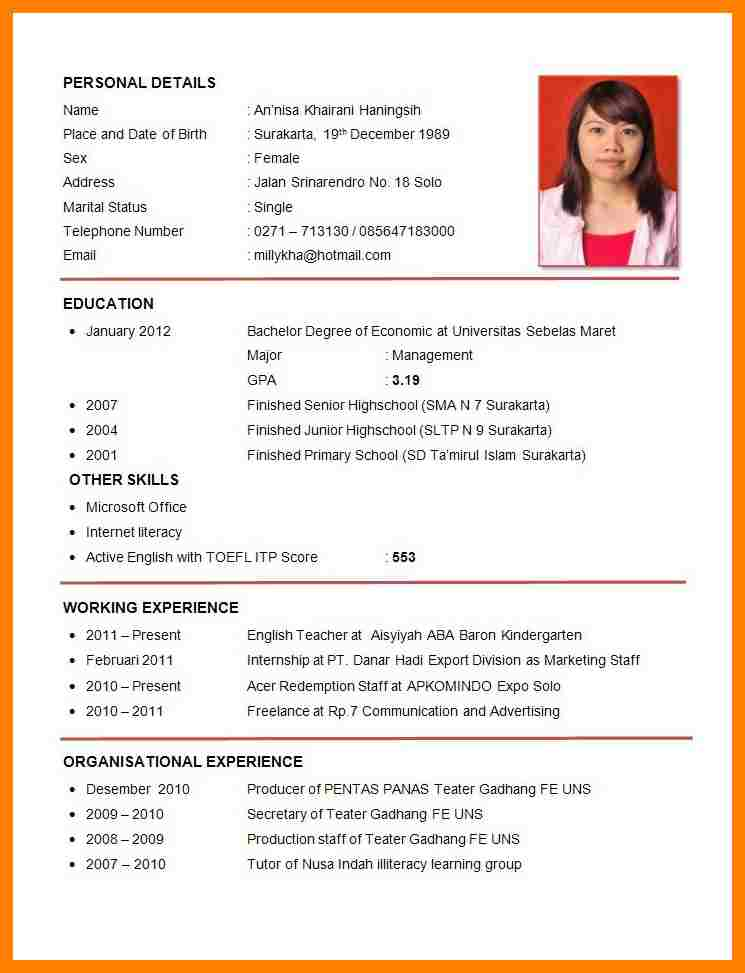 PERSONAL DETAILS
Name : An'nisa Khairani Haningsih
Place and Date of Birth : Surakarta, 19th December 1989
Sex : Female
Address : Jalan Srinarendro No. 18 Solo
Marital Status : Single
Telephone Number : 0271 – 713130 / 085647183000
Email : millykha@hotmail.com
EDUCATION
• January 2012 Bachelor Degree of Economic at Universitas Sebelas Maret
Major : Management
GPA : 3.19
• 2007 Finished Senior Highschool (SMA N 7 Surakarta)
• 2004 Finished Junior Highschool (SLTP N 9 Surakarta)
• 2001 Finished Primary School (SD Ta'mirul Islam Surakarta)
OTHER SKILLS
• Microsoft Office
• Internet literacy
• Active English with TOEFL ITP Score : 553
WORKING EXPERIENCE
• 2011 – Present English Teacher at Aisyiyah ABA Baron Kindergarten
• Februari 2011 Internship at PT. Danar Hadi Export Division as Marketing Staff
• 2010 – Present Acer Redemption Staff at APKOMINDO Expo Solo
• 2010 – 2011 Freelance at Rp.7 Communication and Advertising
ORGANISATIONAL EXPERIENCE
• Desember 2010 Producer of PENTAS PANAS Teater Gadhang FE UNS
• 2009 – 2010 Secretary of Teater Gadhang FE UNS
• 2008 – 2009 Production staff of Teater Gadhang FE UNS
• 2007 – 2010 Tutor of Nusa Indah illiteracy learning group